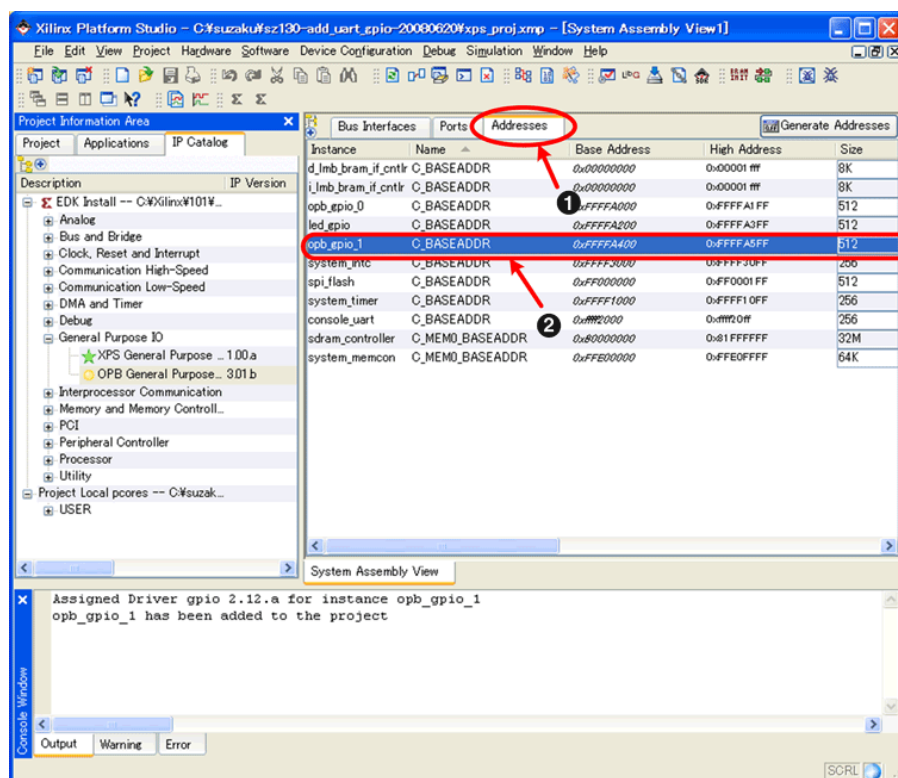 Xilinx Platform Studio - C:¥suzaku¥sz130-add_uart_gpio-20080620¥xps_proj.xmp - [System Assembly View1]
File Edit View Project Hardware Software Device Configuration Debug Simulation Window Help
Project Information Area
Project Applications IP Catalog
Description IP Version
EDK Install -- C:¥Xilinx¥101¥...
Analog
Bus and Bridge
Clock, Reset and Interrupt
Communication High-Speed
Communication Low-Speed
DMA and Timer
Debug
General Purpose IO
XPS General Purpose ... 1.00.a
OPB General Purpose... 3.01.b
Interprocessor Communication
Memory and Memory Controll...
PCI
Peripheral Controller
Processor
Utility
Project Local pcores -- C:¥suzak...
USER
Bus Interfaces Ports Addresses Generate Addresses
Instance Name Base Address High Address Size
d_lmb_bram_if_cntlr C_BASEADDR 0x00000000 0x00001fff 8K
i_lmb_bram_if_cntlr C_BASEADDR 0x00000000 0x00001fff 8K
opb_gpio_0 C_BASEADDR 0xFFFFA000 0xFFFFA1FF 512
led_gpio C_BASEADDR 0xFFFFA200 0xFFFFA3FF 512
opb_gpio_1 C_BASEADDR 0xFFFFA400 0xFFFFA5FF 512
system_intc C_BASEADDR 0xFFFF3000 0xFFFF30FF 256
spi_flash C_BASEADDR 0xFF000000 0xFF0001FF 512
system_timer C_BASEADDR 0xFFFF1000 0xFFFF10FF 256
console_uart C_BASEADDR 0xffff2000 0xffff20ff 256
sdram_controller C_MEM0_BASEADDR 0x80000000 0x81FFFFFF 32M
system_memcon C_MEM0_BASEADDR 0xFFE00000 0xFFE0FFFF 64K
1
2
System Assembly View
Assigned Driver gpio 2.12.a for instance opb_gpio_1
opb_gpio_1 has been added to the project
Console Window
Output Warning Error
SCRL